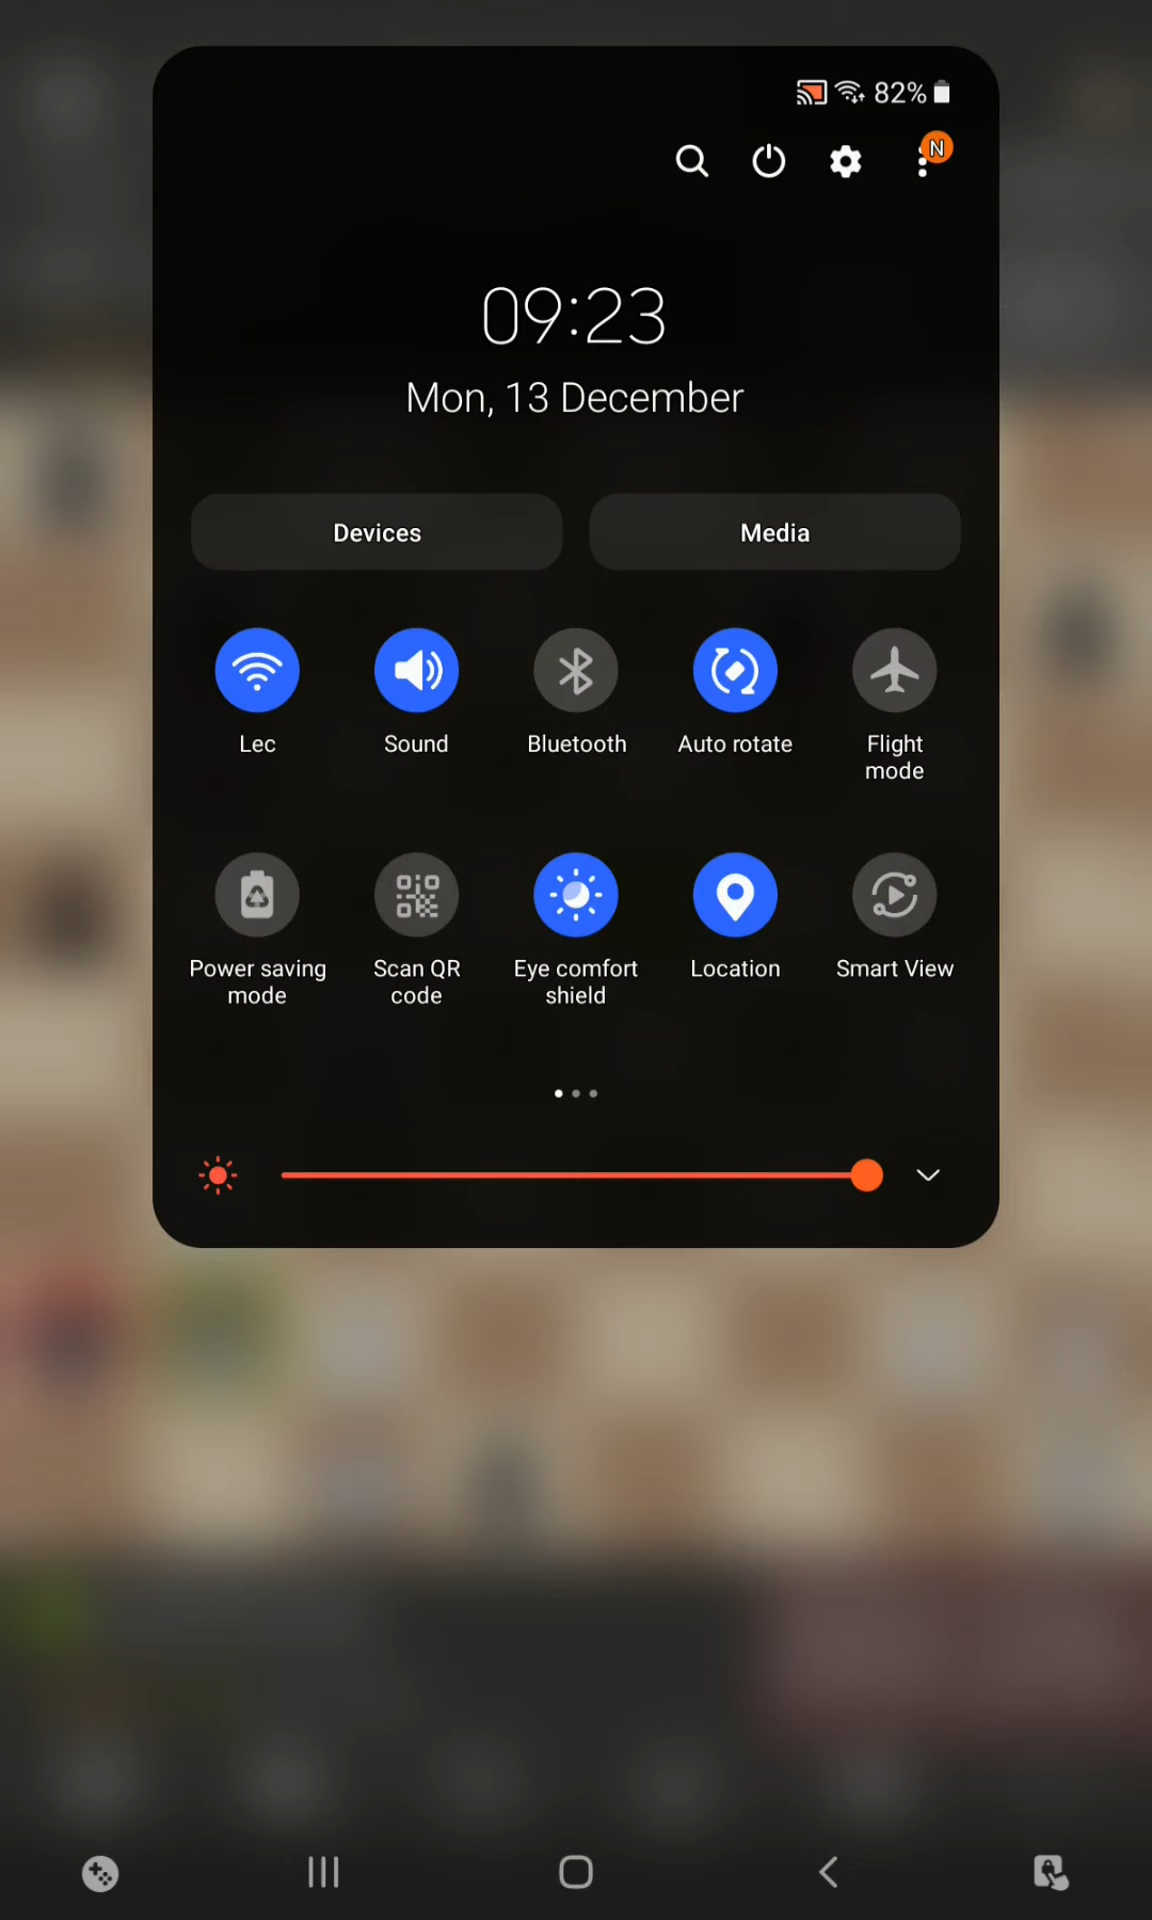 82%
N
09:23
Mon, 13 December
Devices
Media
Lec
Sound
Bluetooth
Auto rotate
Flight
mode
Power saving
mode
Scan QR
code
Eye comfort
shield
Location
Smart View